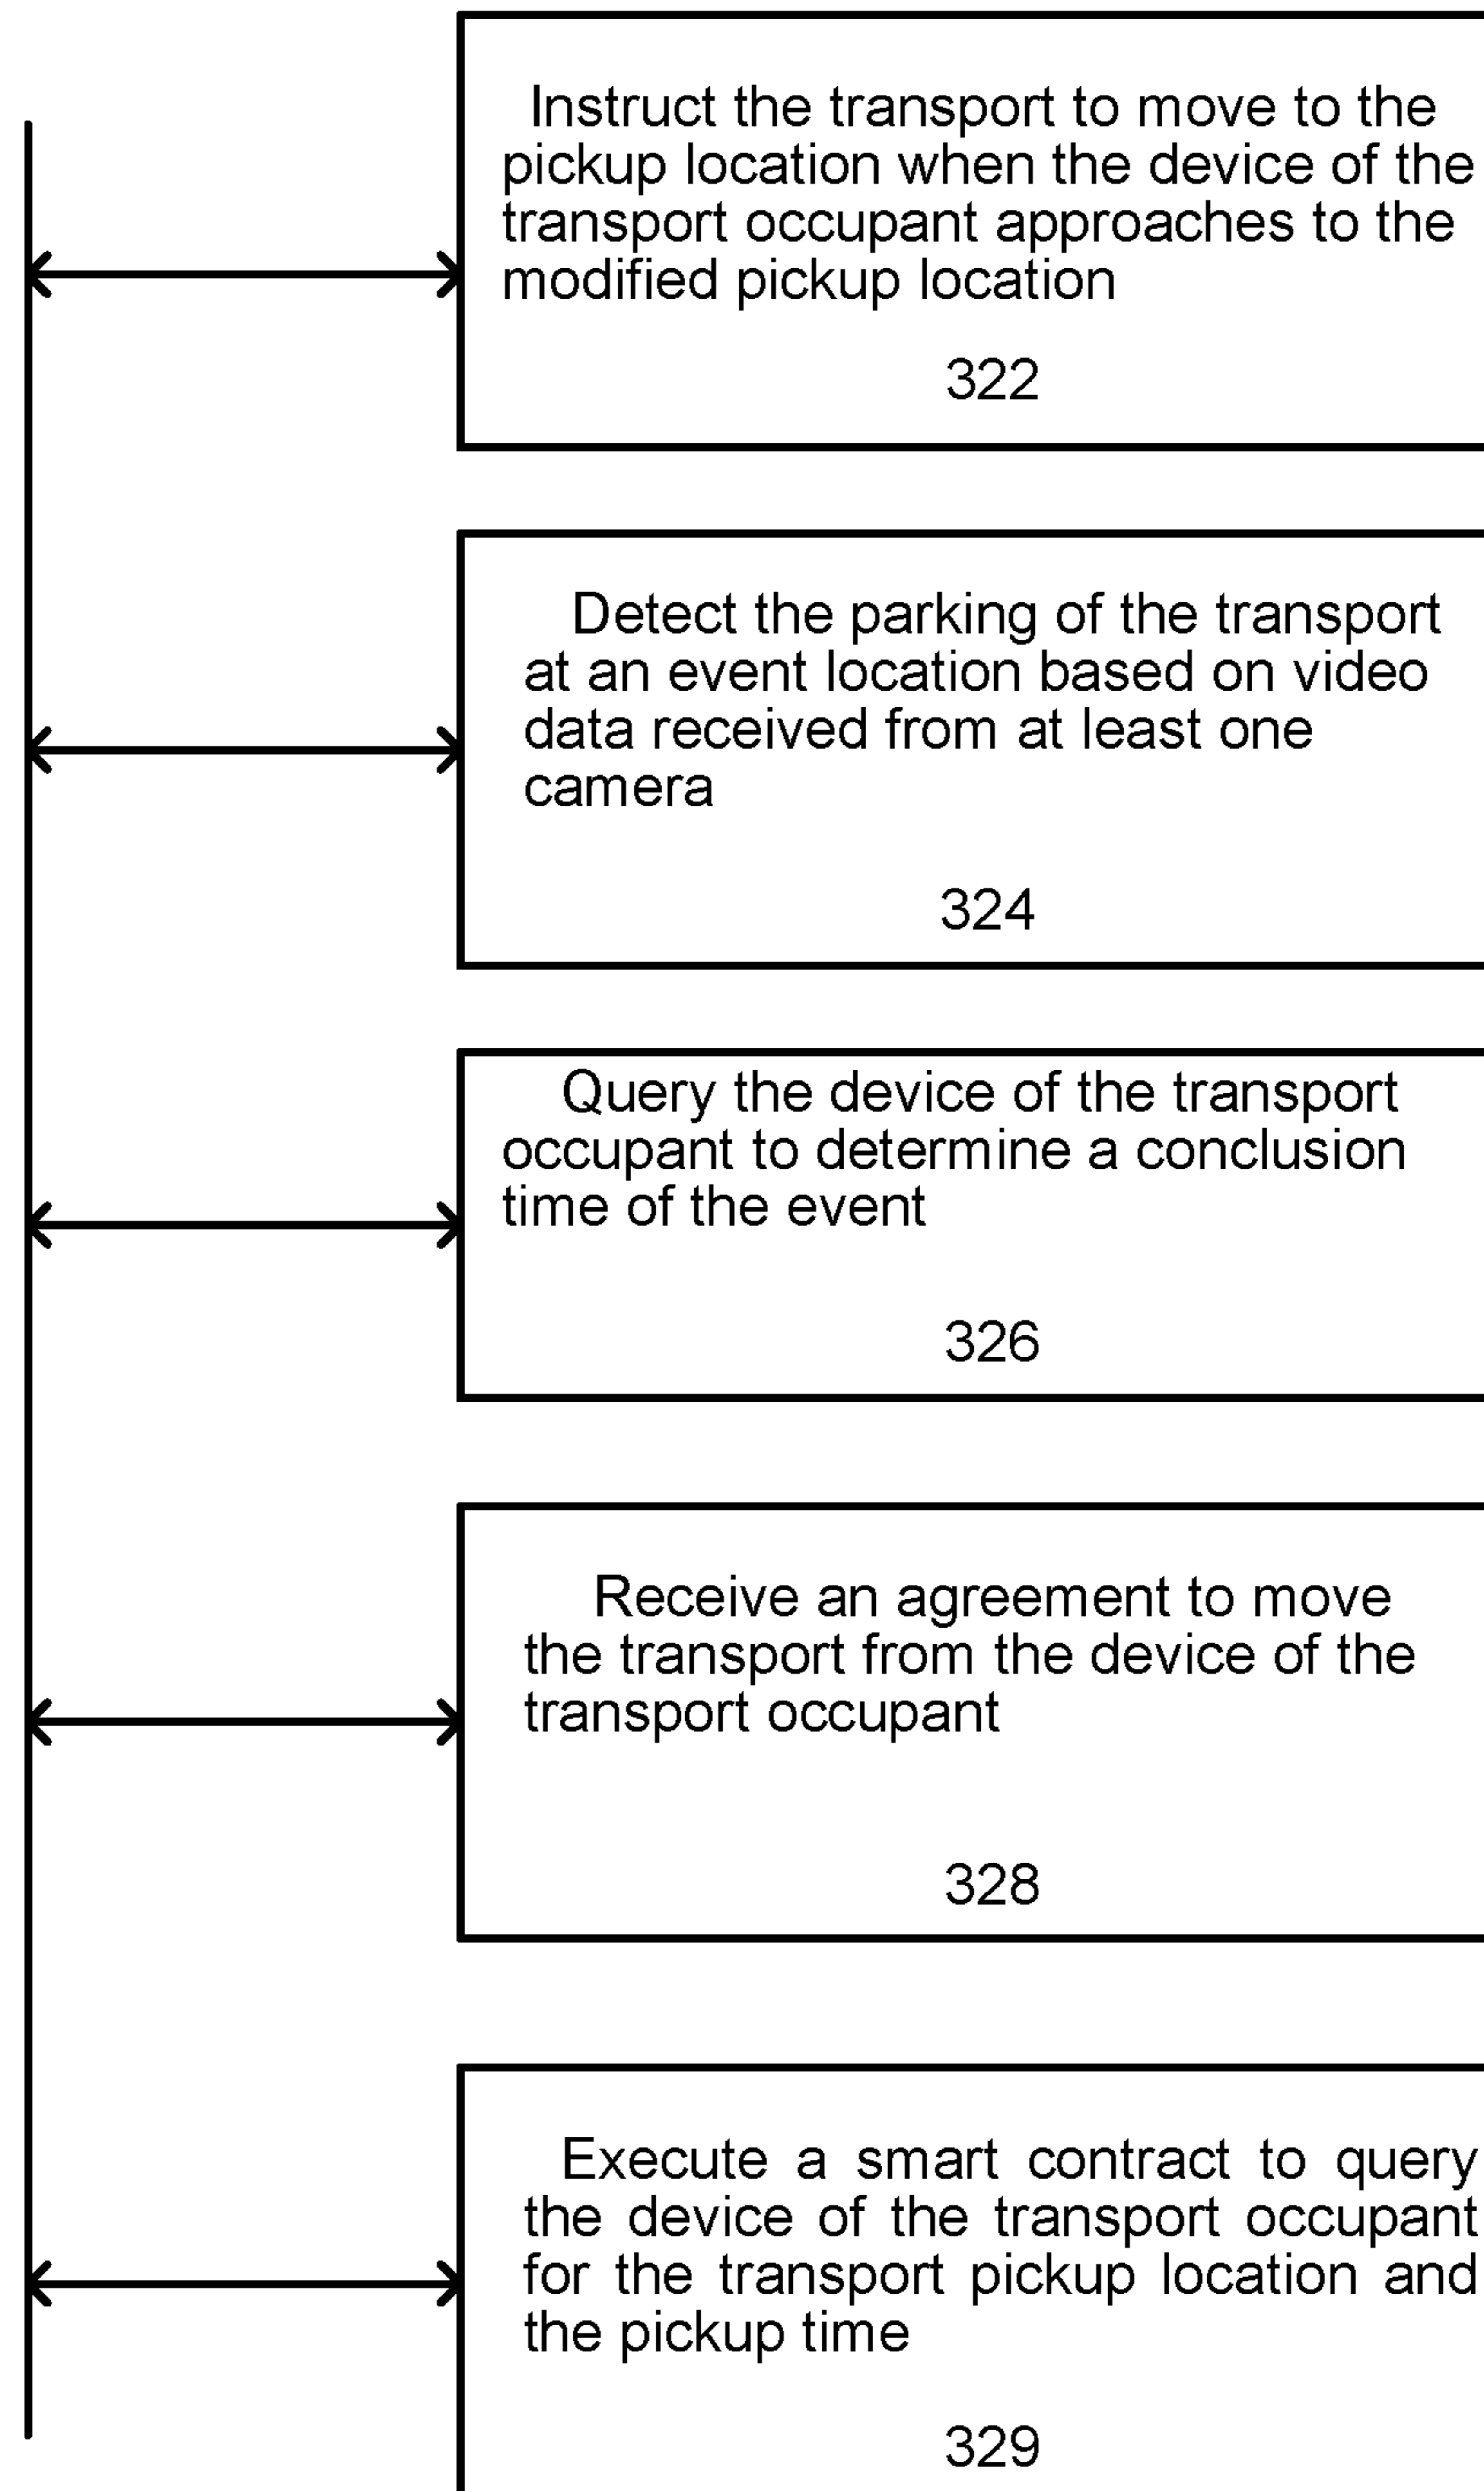 Instruct the transport to move to the
pickup location when the device of the
transport occupant approaches to the
modified pickup location
322
Detect the parking of the transport
at an event location based on video
data received from at least one
camera
324
Query the device of the transport
occupant to determine a conclusion
time of the event
326
Receive an agreement to move
the transport from the device of the
transport occupant
328
Execute a smart contract to query
the device of the transport occupant
for the transport pickup location and
the pickup time
329